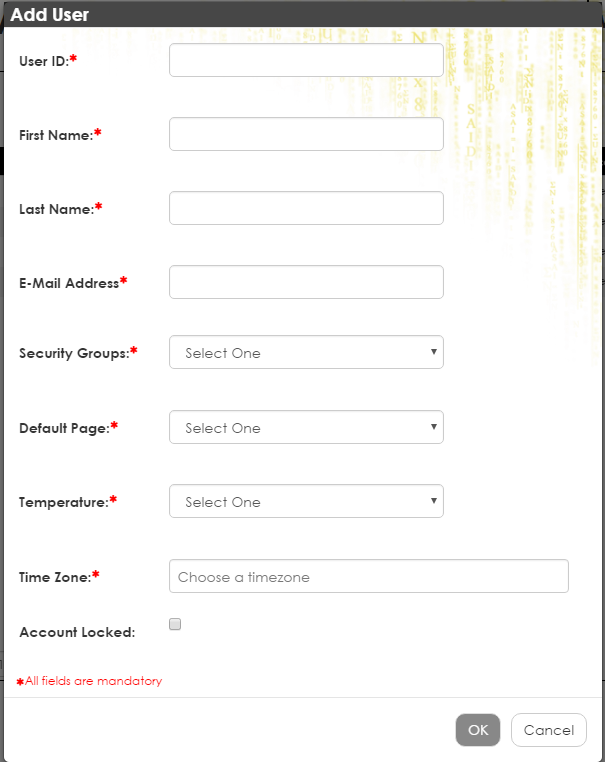 Add User
User ID:*
First Name:*
Last Name:*
E-Mail Address*
Security Groups:* Select One
Default Page:* Select One
Temperature:* Select One
Time Zone:* Choose a timezone
Account Locked:
*All fields are mandatory
OK Cancel